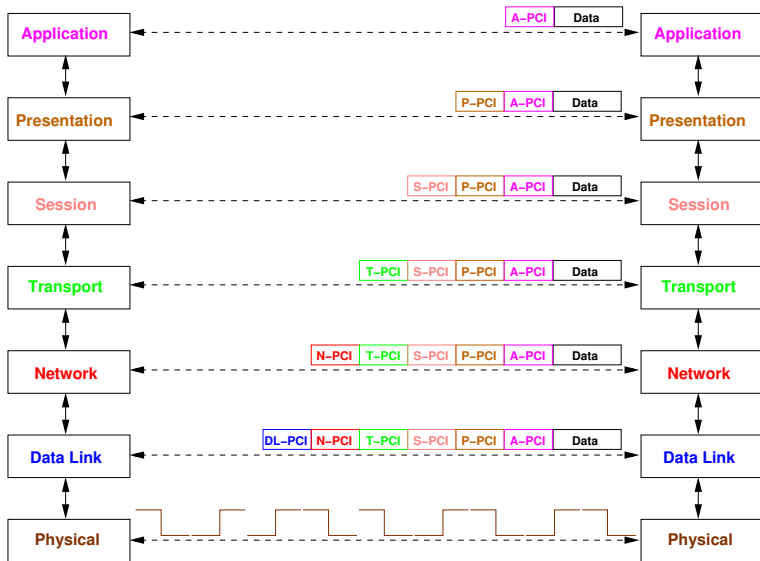 A−PCI Data
Application Application
P−PCI A−PCI Data
Presentation Presentation
S−PCI P−PCI A−PCI Data
Session Session
T−PCI S−PCI P−PCI A−PCI Data
Transport Transport
N−PCI T−PCI S−PCI P−PCI A−PCI Data
Network Network
DL−PCI N−PCI T−PCI S−PCI P−PCI A−PCI Data
Data Link Data Link
Physical Physical